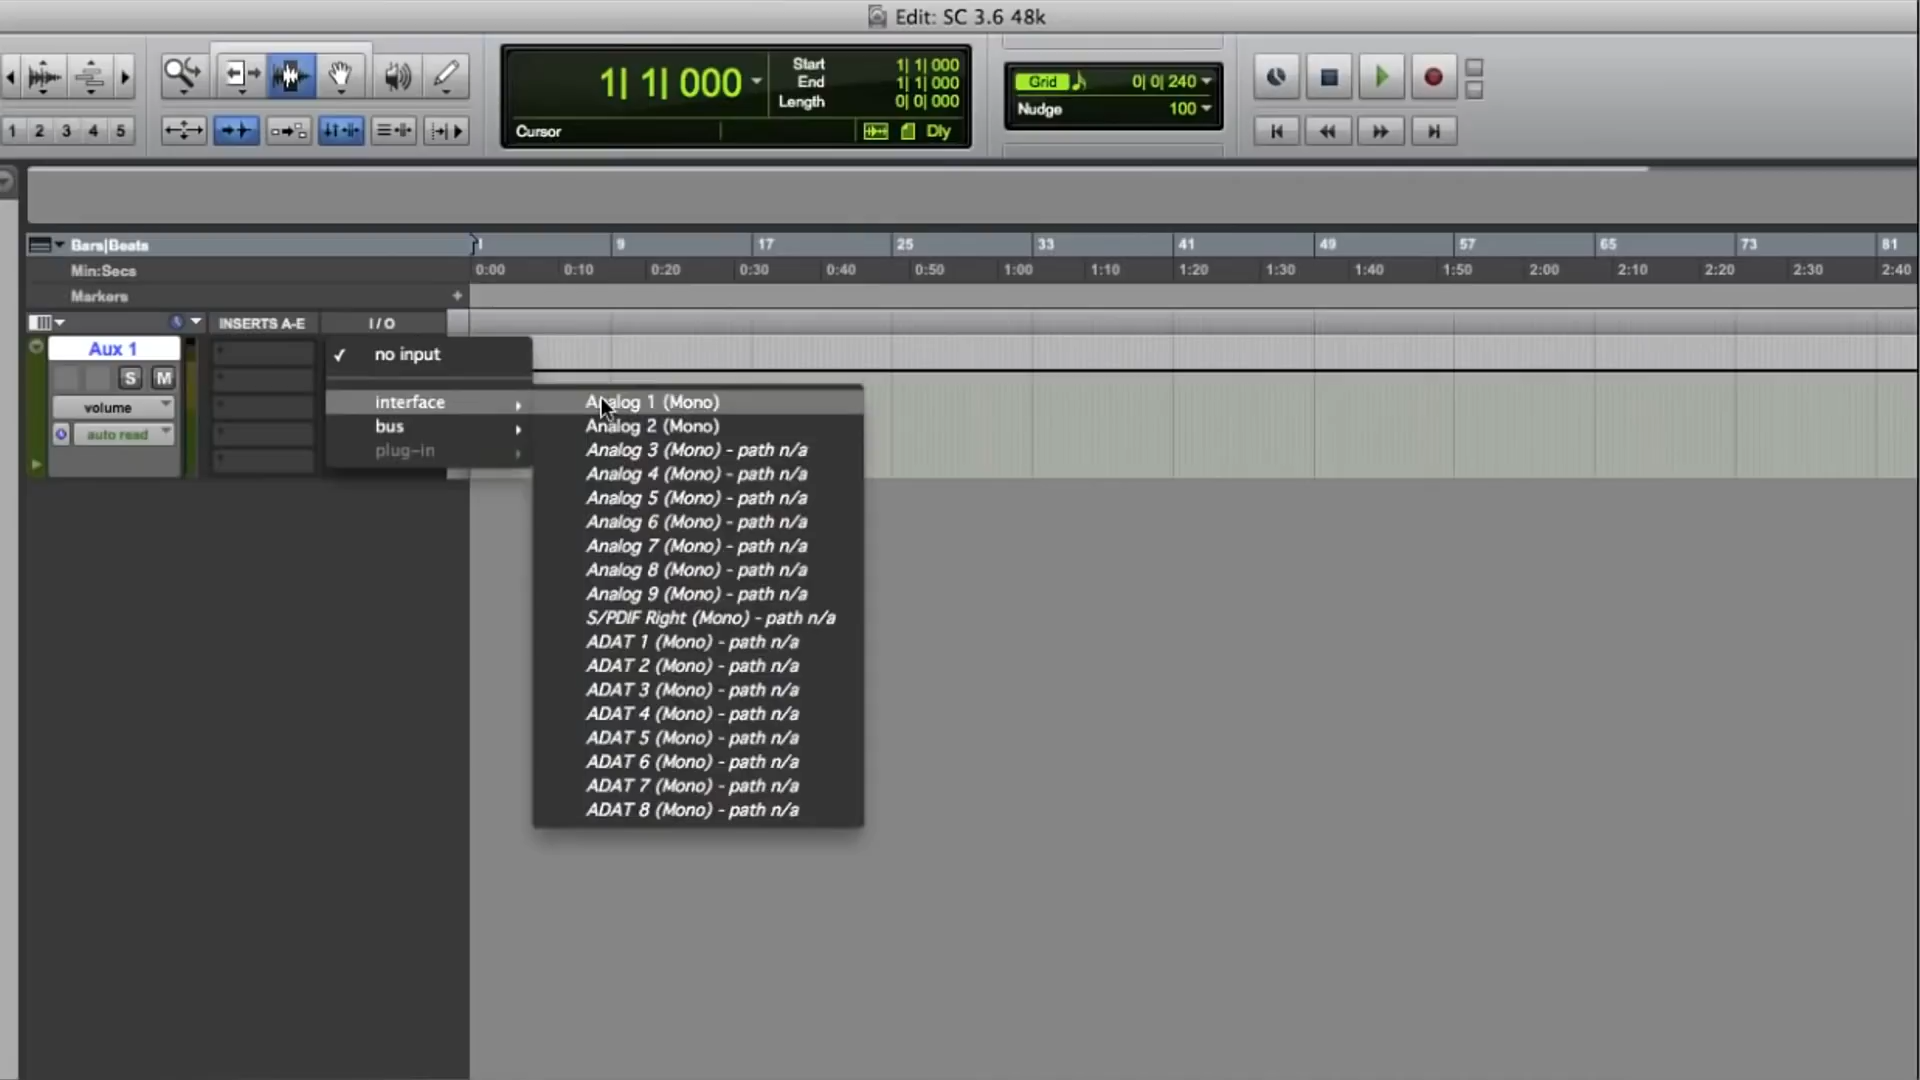 Edit: SC 3.6 48k
1| 1| 000
Start 1| 1| 000
End 1| 1| 000
Length 0| 0| 000
Cursor
Dly
Grid 0| 0| 240
Nudge 100
1 2 3 4 5
Bars|Beats 1 9 17 25 33 41 49 57 65 73 81
Min:Secs 0:00 0:10 0:20 0:30 0:40 0:50 1:00 1:10 1:20 1:30 1:40 1:50 2:00 2:10 2:20 2:30 2:40
Markers +
INSERTS A-E I / O
Aux 1
S M
volume
auto read
✓ no input
interface
bus
plug-in
Analog 1 (Mono)
Analog 2 (Mono)
Analog 3 (Mono) - path n/a
Analog 4 (Mono) - path n/a
Analog 5 (Mono) - path n/a
Analog 6 (Mono) - path n/a
Analog 7 (Mono) - path n/a
Analog 8 (Mono) - path n/a
Analog 9 (Mono) - path n/a
S/PDIF Right (Mono) - path n/a
ADAT 1 (Mono) - path n/a
ADAT 2 (Mono) - path n/a
ADAT 3 (Mono) - path n/a
ADAT 4 (Mono) - path n/a
ADAT 5 (Mono) - path n/a
ADAT 6 (Mono) - path n/a
ADAT 7 (Mono) - path n/a
ADAT 8 (Mono) - path n/a